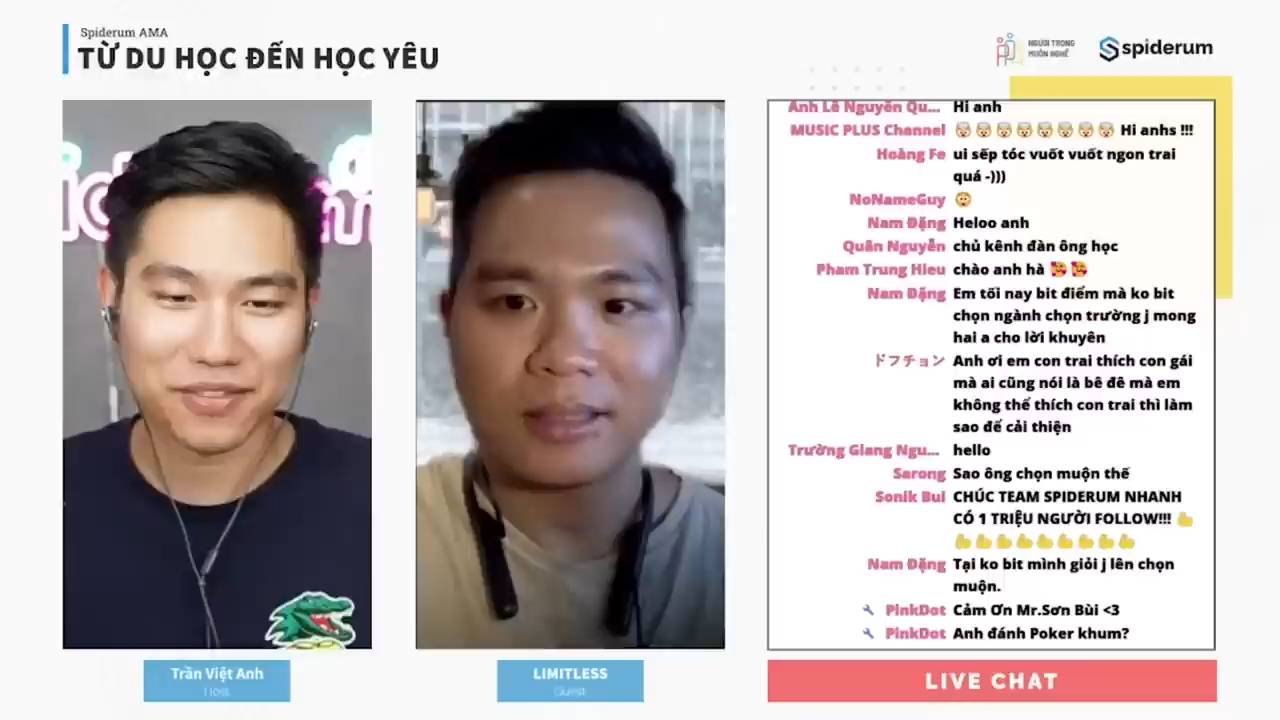 Spiderum AMA
TỪ DU HỌC ĐẾN HỌC YÊU
NGƯỜI TRONG
MUÔN NGHỀ
spiderum
Anh Lê Nguyên Qu... Hi anh
MUSIC PLUS Channel 🤯🤯🤯🤯🤯🤯🤯🤯 Hi anhs !!!
Hoàng Fe ui sếp tóc vuốt vuốt ngon trai
quá -)))
NoNameGuy
Nam Đặng Heloo anh
Quân Nguyễn chủ kênh đàn ông học
Pham Trung Hieu chào anh hà 🥰🥰
Nam Đặng Em tối nay bit điểm mà ko bit
chọn ngành chọn trường j mong
hai a cho lời khuyên
ドフチョン Anh ơi em con trai thích con gái
mà ai cũng nói là bê đê mà em
không thể thích con trai thì làm
sao để cải thiện
Trường Giang Ngu... hello
Sarong Sao ông chọn muộn thế
Sonik Bui CHÚC TEAM SPIDERUM NHANH
CÓ 1 TRIỆU NGƯỜI FOLLOW!!! 👍
👍👍👍👍👍👍👍👍👍
Nam Đặng Tại ko bit mình giỏi j lên chọn
muộn.
PinkDot Cảm Ơn Mr.Sơn Bùi <3
PinkDot Anh đánh Poker khum?
Trần Việt Anh
Host
LIMITLESS
Guest
LIVE CHAT